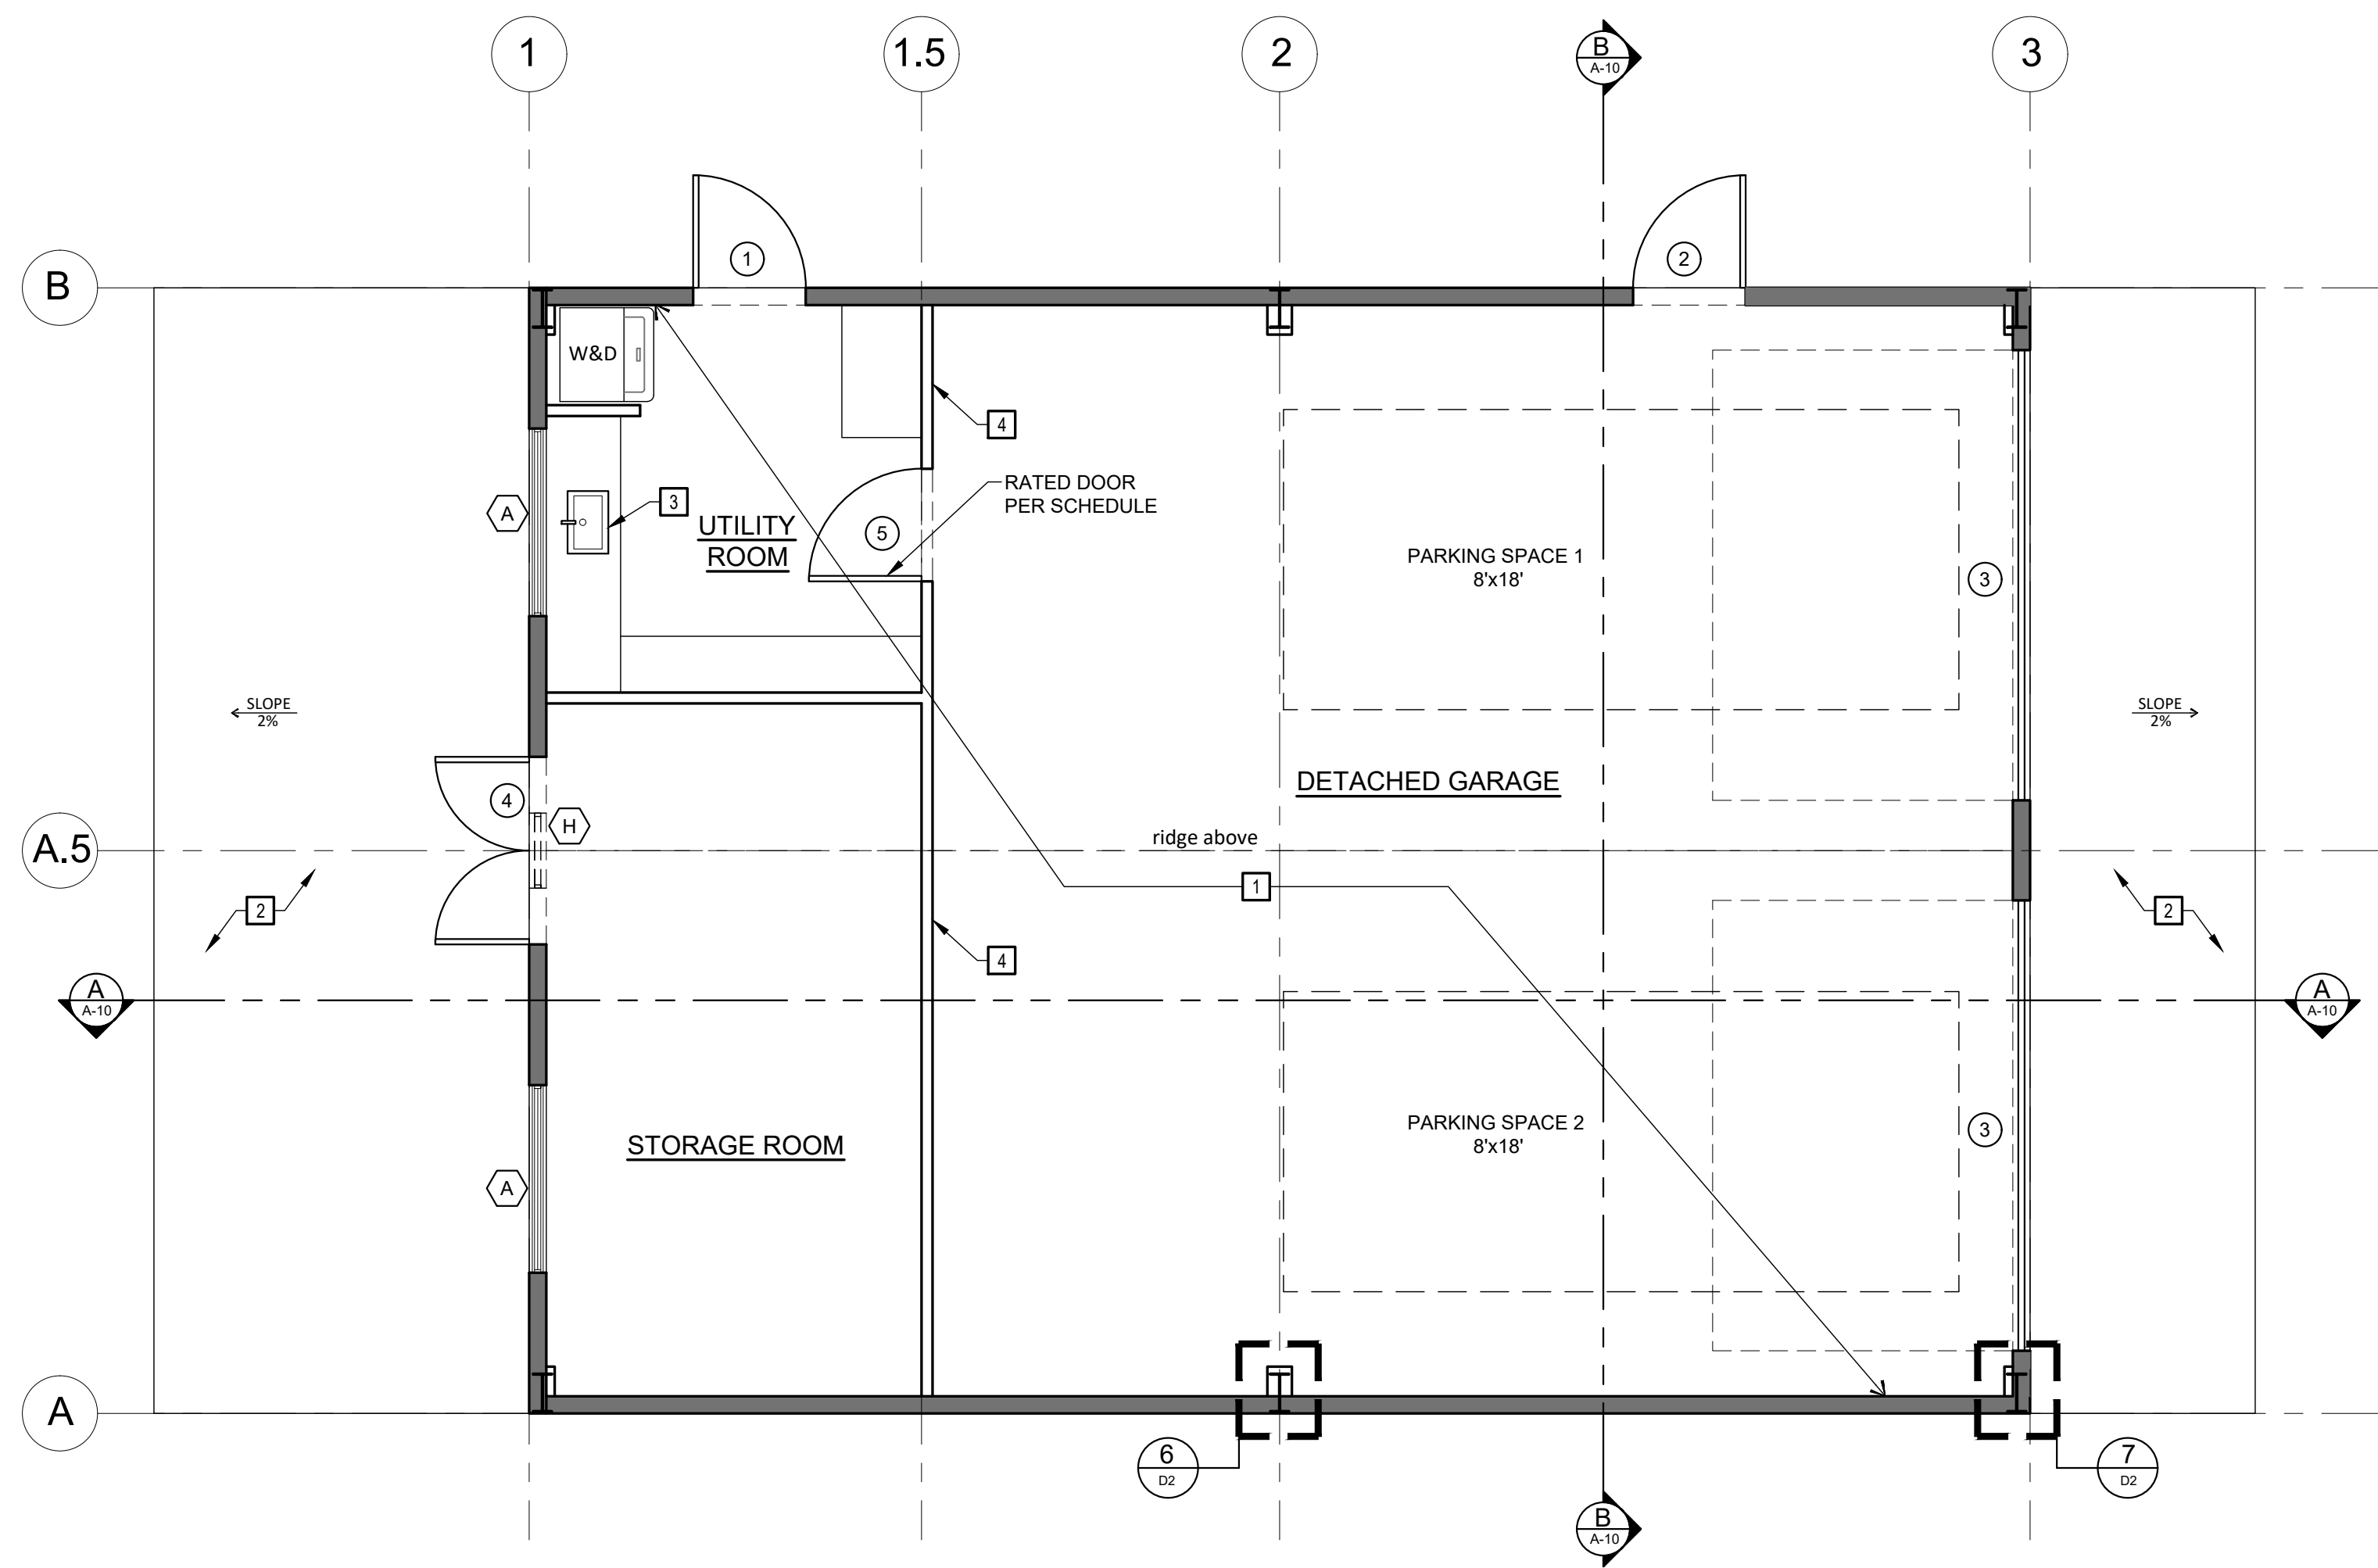 1
1.5
2
B
A-10
3
1
2
B
W&D
4
RATED DOOR
PER SCHEDULE
3
A
UTILITY
ROOM
5
PARKING SPACE 1
8'x18'
3
SLOPE
2%
SLOPE
2%
DETACHED GARAGE
4
H
ridge above
A.5
1
2
2
4
A
A-10
A
A-10
PARKING SPACE 2
8'x18'
3
STORAGE ROOM
A
A
6
D2
7
D2
B
A-10